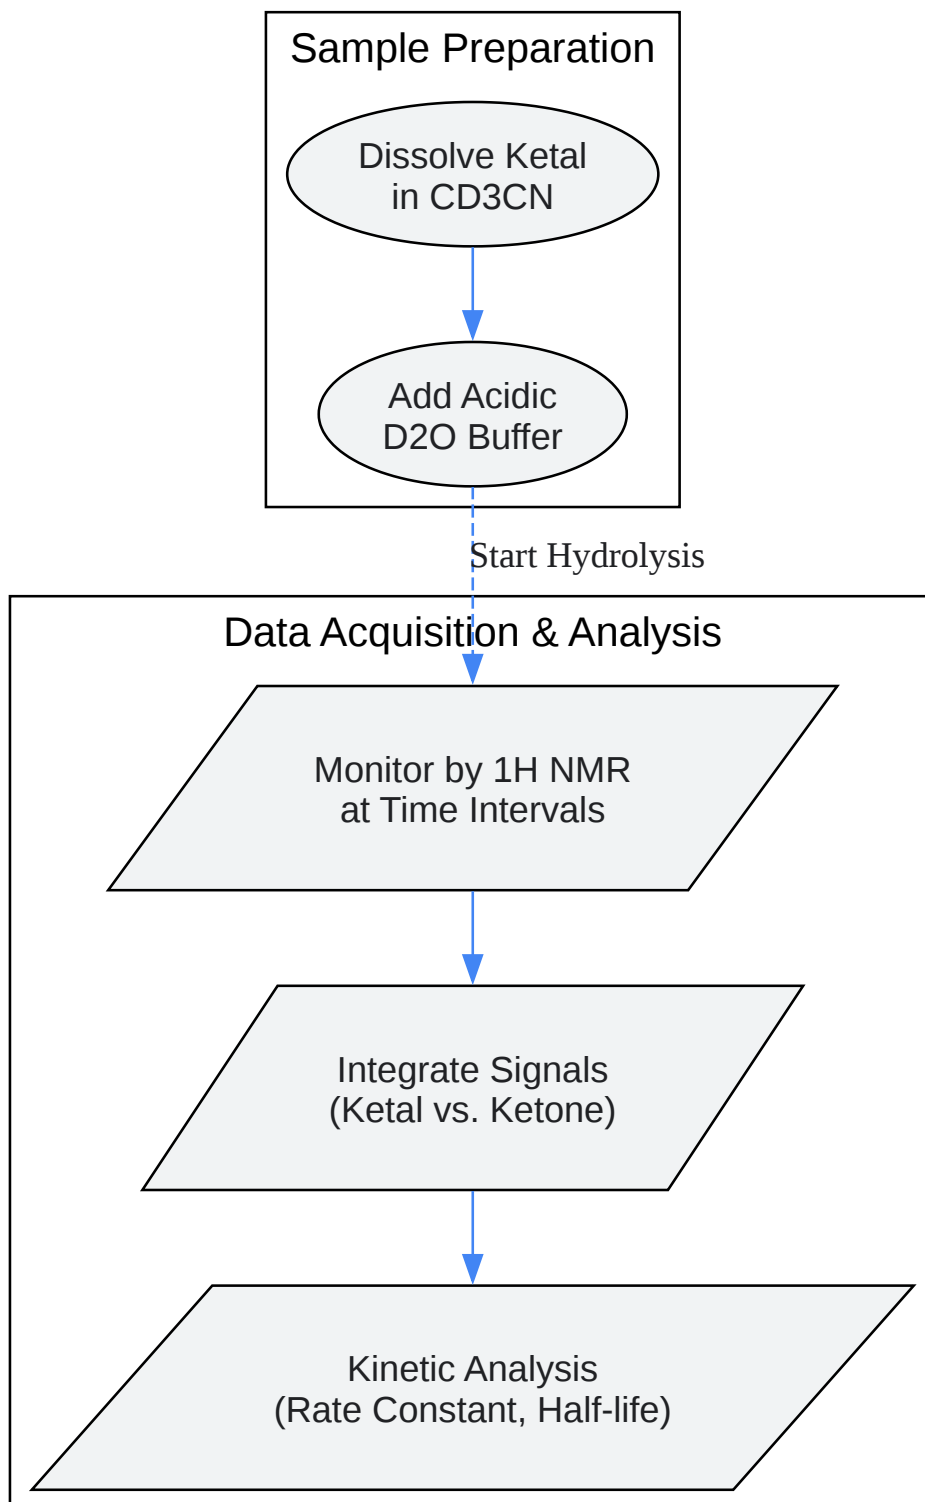 Sample Preparation
Dissolve Ketal
in CD3CN
Add Acidic
D2O Buffer
Start Hydrolysis
Data Acquisition & Analysis
Monitor by 1H NMR
at Time Intervals
Integrate Signals
(Ketal vs. Ketone)
Kinetic Analysis
(Rate Constant, Half-life)